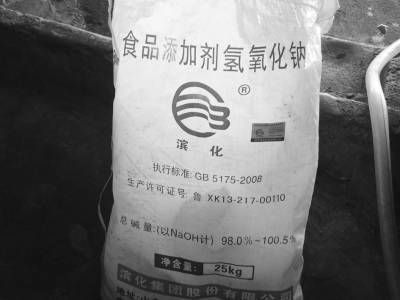 食品添加剂氢氧化钠
®
滨化
执行标准: GB 5175-2008
生产许可证号: 鲁 XK13-217-00110
总碱量:(以NaOH计) 98.0%~100.5%
净含量: 25kg
滨化集团股份有限公司